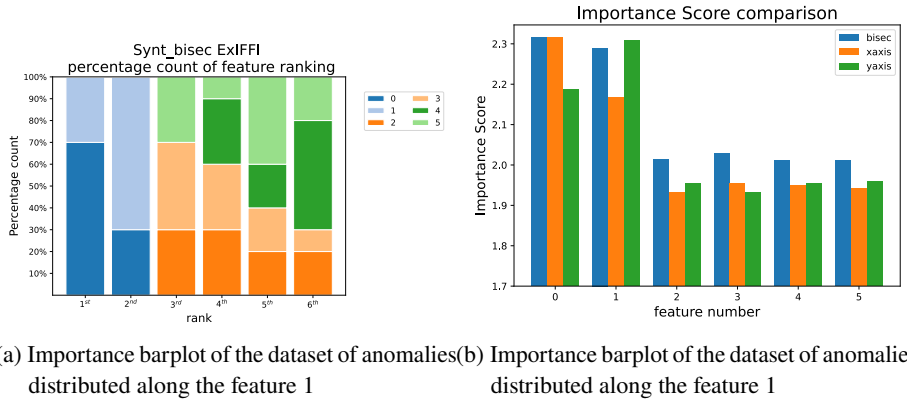 Synt_bisec ExIFFI
percentage count of feature ranking
Percentage count
100%
90%
80%
70%
60%
50%
40%
30%
20%
10%
1st 2nd 3rd 4th 5th 6th
rank
0 3
1 4
2 5
Importance Score comparison
Importance Score
2.3
2.2
2.1
2.0
1.9
1.8
1.7
bisec
xaxis
yaxis
0 1 2 3 4 5
feature number
a) Importance barplot of the dataset of anomalies
distributed along the feature 1
(b) Importance barplot of the dataset of anomalie
distributed along the feature 1